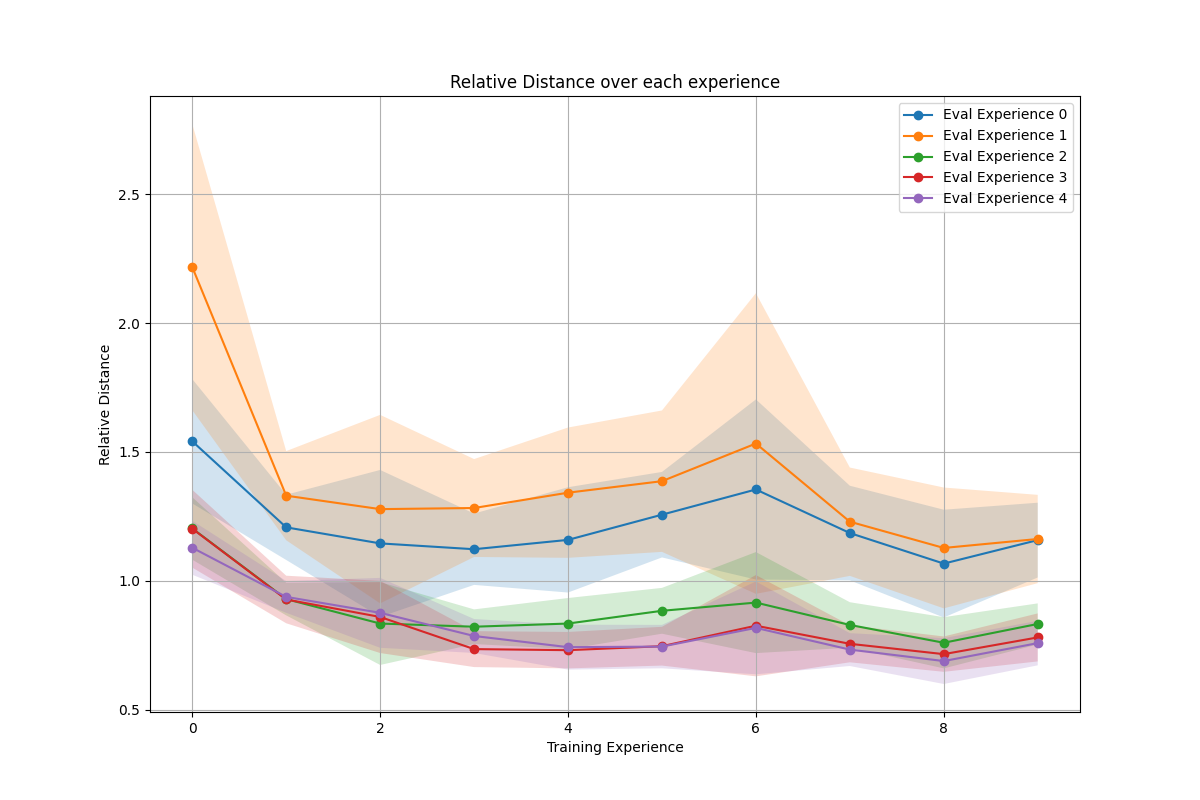 Relative Distance over each experience
Eval Experience 0
Eval Experience 1
Eval Experience 2
Eval Experience 3
Eval Experience 4
2.5
2.0
1.5
1.0
0.5
Relative Distance
0 2 4 6 8
Training Experience